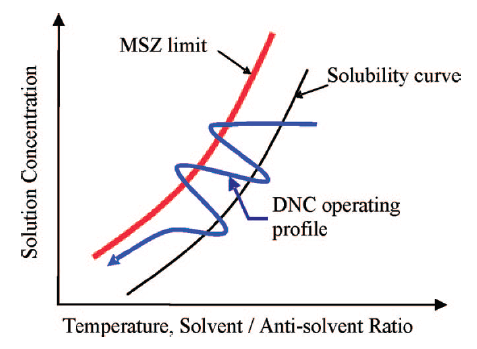 MSZ limit
Solubility curve
DNC operating
profile
Solution Concentration
Temperature, Solvent / Anti-solvent Ratio